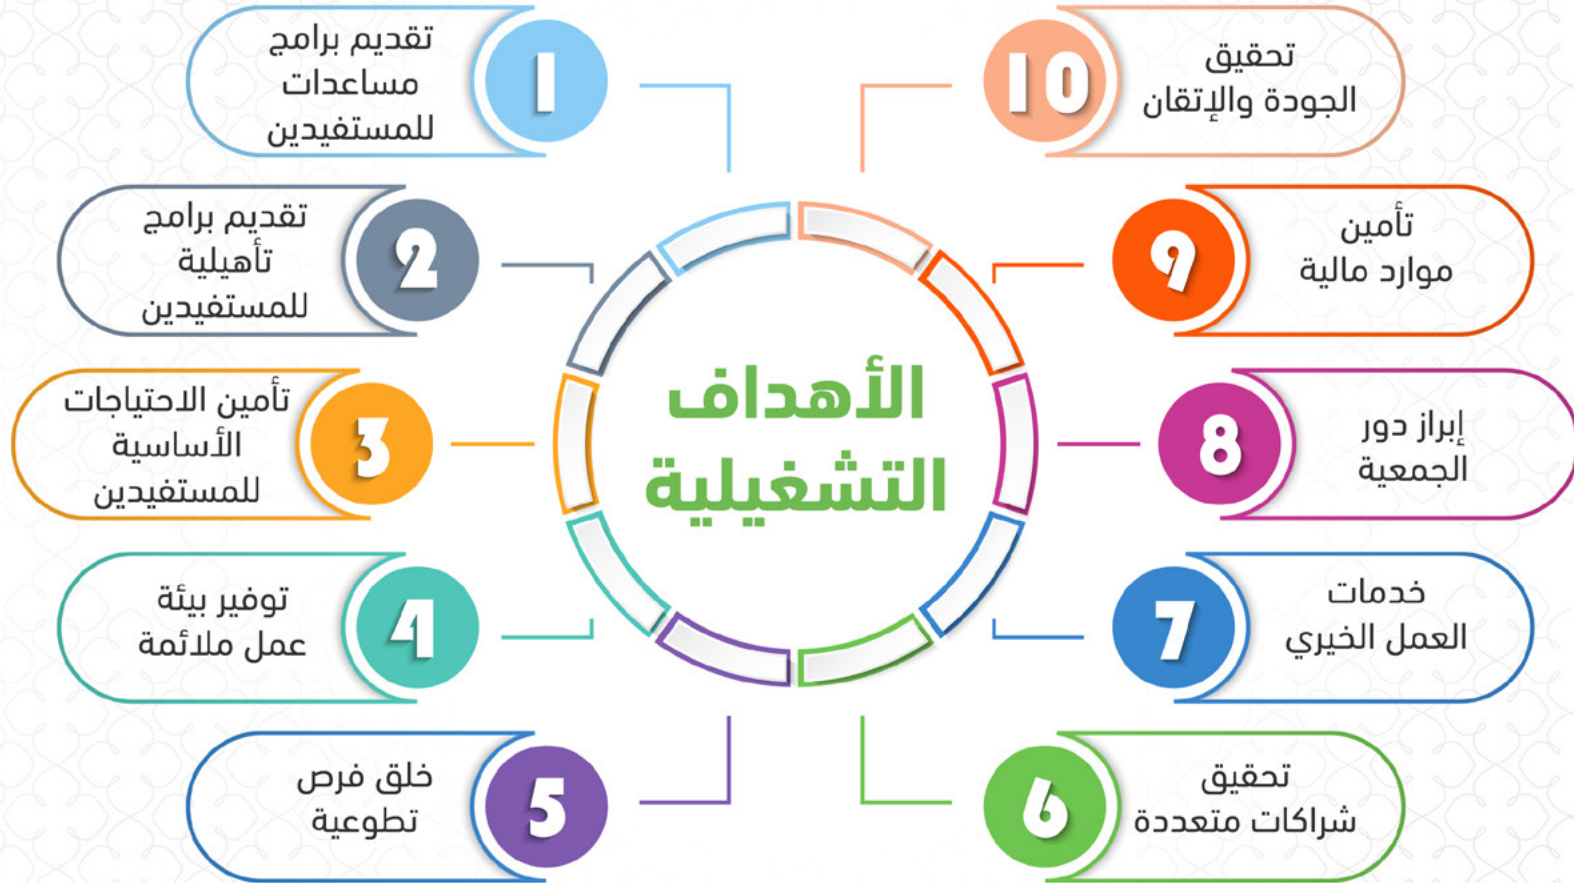 الأهداف
التشغيلية
1
تقديم برامج
مساعدات
للمستفيدين
2
تقديم برامج
تأهيلية
للمستفيدين
3
تأمين الاحتياجات
الأساسية
للمستفيدين
4
توفير بيئة
عمل ملائمة
5
خلق فرص
تطوعية
6
تحقيق
شراكات متعددة
7
خدمات
العمل الخيري
8
إبراز دور
الجمعية
9
تأمين
موارد مالية
10
تحقيق
الجودة والإتقان